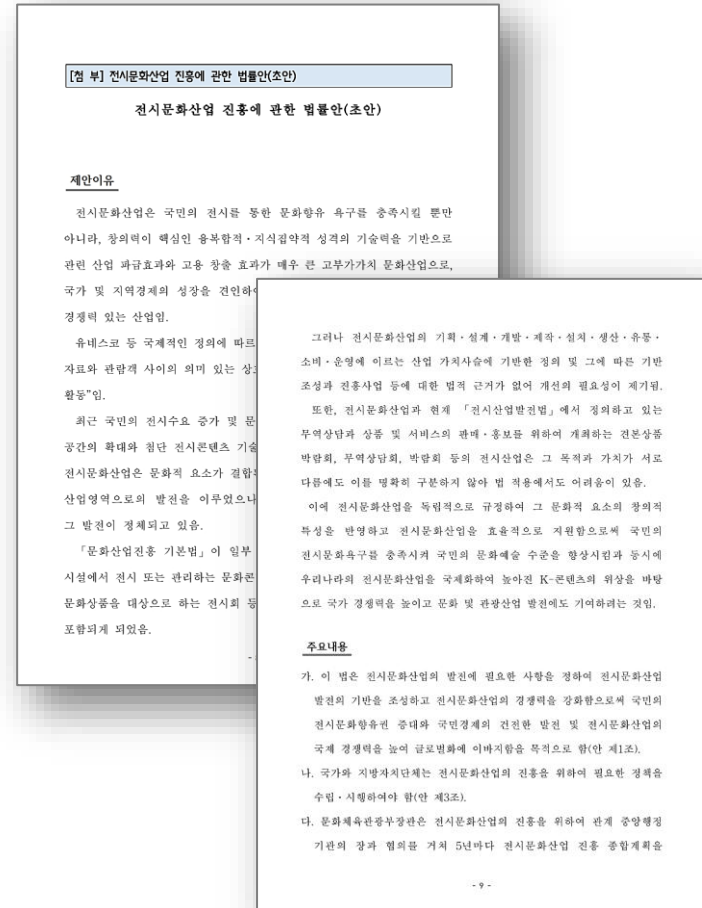 [첨 부] 전시문화산업 진흥에 관한 법률안(초안)
전시문화산업 진흥에 관한 법률안(초안)
제안이유
전시문화산업은 국민의 전시를 통한 문화향유 욕구를 충족시킬 뿐만
아니라, 창의력이 핵심인 융복합적·지식집약적 성격의 기술력을 기반으로
관련 산업 파급효과와 고용 창출 효과가 매우 큰 고부가가치 문화산업으로,
국가 및 지역경제의 성장을 견인하
경쟁력 있는 산업임.
유네스코 등 국제적인 정의에 따르
자료와 관람객 사이의 의미 있는 상
활동"임.
최근 국민의 전시수요 증가 및 문
공간의 확대와 첨단 전시콘텐츠 기술
전시문화산업은 문화적 요소가 결합
산업영역으로의 발전을 이루었으나
그 발전이 정체되고 있음.
「문화산업진흥 기본법」이 일부
시설에서 전시 또는 관리하는 문화콘
문화상품을 대상으로 하는 전시회 등
포함되게 되었음.
그러나 전시문화산업의 기획·설계·개발·제작·설치·생산·유통·
소비·운영에 이르는 산업 가치사슬에 기반한 정의 및 그에 따른 기반
조성과 진흥사업 등에 대한 법적 근거가 없어 개선의 필요성이 제기됨.
또한, 전시문화산업과 현재 「전시산업발전법」에서 정의하고 있는
무역상담과 상품 및 서비스의 판매·홍보를 위하여 개최하는 견본상품
박람회, 무역상담회, 박람회 등의 전시산업은 그 목적과 가치가 서로
다름에도 이를 명확히 구분하지 않아 법 적용에서도 어려움이 있음.
이에 전시문화산업을 독립적으로 규정하여 그 문화적 요소의 창의적
특성을 반영하고 전시문화산업을 효율적으로 지원함으로써 국민의
전시문화욕구를 충족시켜 국민의 문화예술 수준을 향상시킴과 동시에
우리나라의 전시문화산업을 국제화하여 높아진 K-콘텐츠의 위상을 바탕
으로 국가 경쟁력을 높이고 문화 및 관광산업 발전에도 기여하려는 것임.
주요내용
가. 이 법은 전시문화산업의 발전에 필요한 사항을 정하여 전시문화산업
발전의 기반을 조성하고 전시문화산업의 경쟁력을 강화함으로써 국민의
전시문화향유권 증대와 국민경제의 건전한 발전 및 전시문화산업의
국제 경쟁력을 높여 글로벌화에 이바지함을 목적으로 함(안 제1조).
나. 국가와 지방자치단체는 전시문화산업의 진흥을 위하여 필요한 정책을
수립·시행하여야 함(안 제3조).
다. 문화체육관광부장관은 전시문화산업의 진흥을 위하여 관계 중앙행정
기관의 장과 협의를 거쳐 5년마다 전시문화산업 진흥 종합계획을
- 9 -